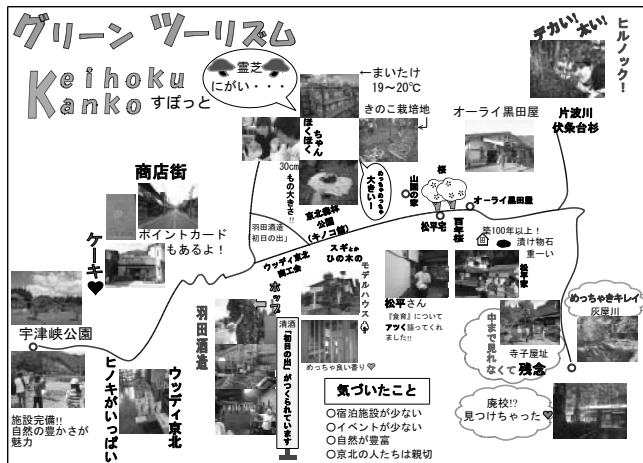 グリーン ツーリズム
Keihoku
Kanko すぽっと
霊芝
にがい・・・
←まいたけ
19〜20℃
きのこ栽培地
ほくほくちゃん
30cm
もの大きさ!!
めっちゃめっちゃ
大きいー
京北森林
公園
(キノコ館)
デカい! 太い!
ヒルノック!
片波川
伏条台杉
オーライ黒田屋
山国の家
桜
オーライ黒田屋
松平宅
百年桜
商店街
ポイントカード
もあるよ!
ケーキ♥
羽田酒造
「初日の出」
ウッディ京北
商工会
スギとか
ひの木の
モデルハウス
めっちゃ良い香り♡
松平さん
『食育』について
アツく語ってくれ
ました!!
築100年以上!
漬け物石
重ーい
松平家
めっちゃきキレイ
灰屋川
中まで見れ
なくて残念
寺子屋址
廃校!?
見つけちゃった♥
宇津峡公園
施設完備!!
自然の豊かさが
魅力
ヒノキがいっぱい
ウッディ京北
羽田酒造
ホップ
清酒
「初日の出」がつくられています
気づいたこと
○宿泊施設が少ない
○イベントが少ない
○自然が豊富
○京北の人たちは親切